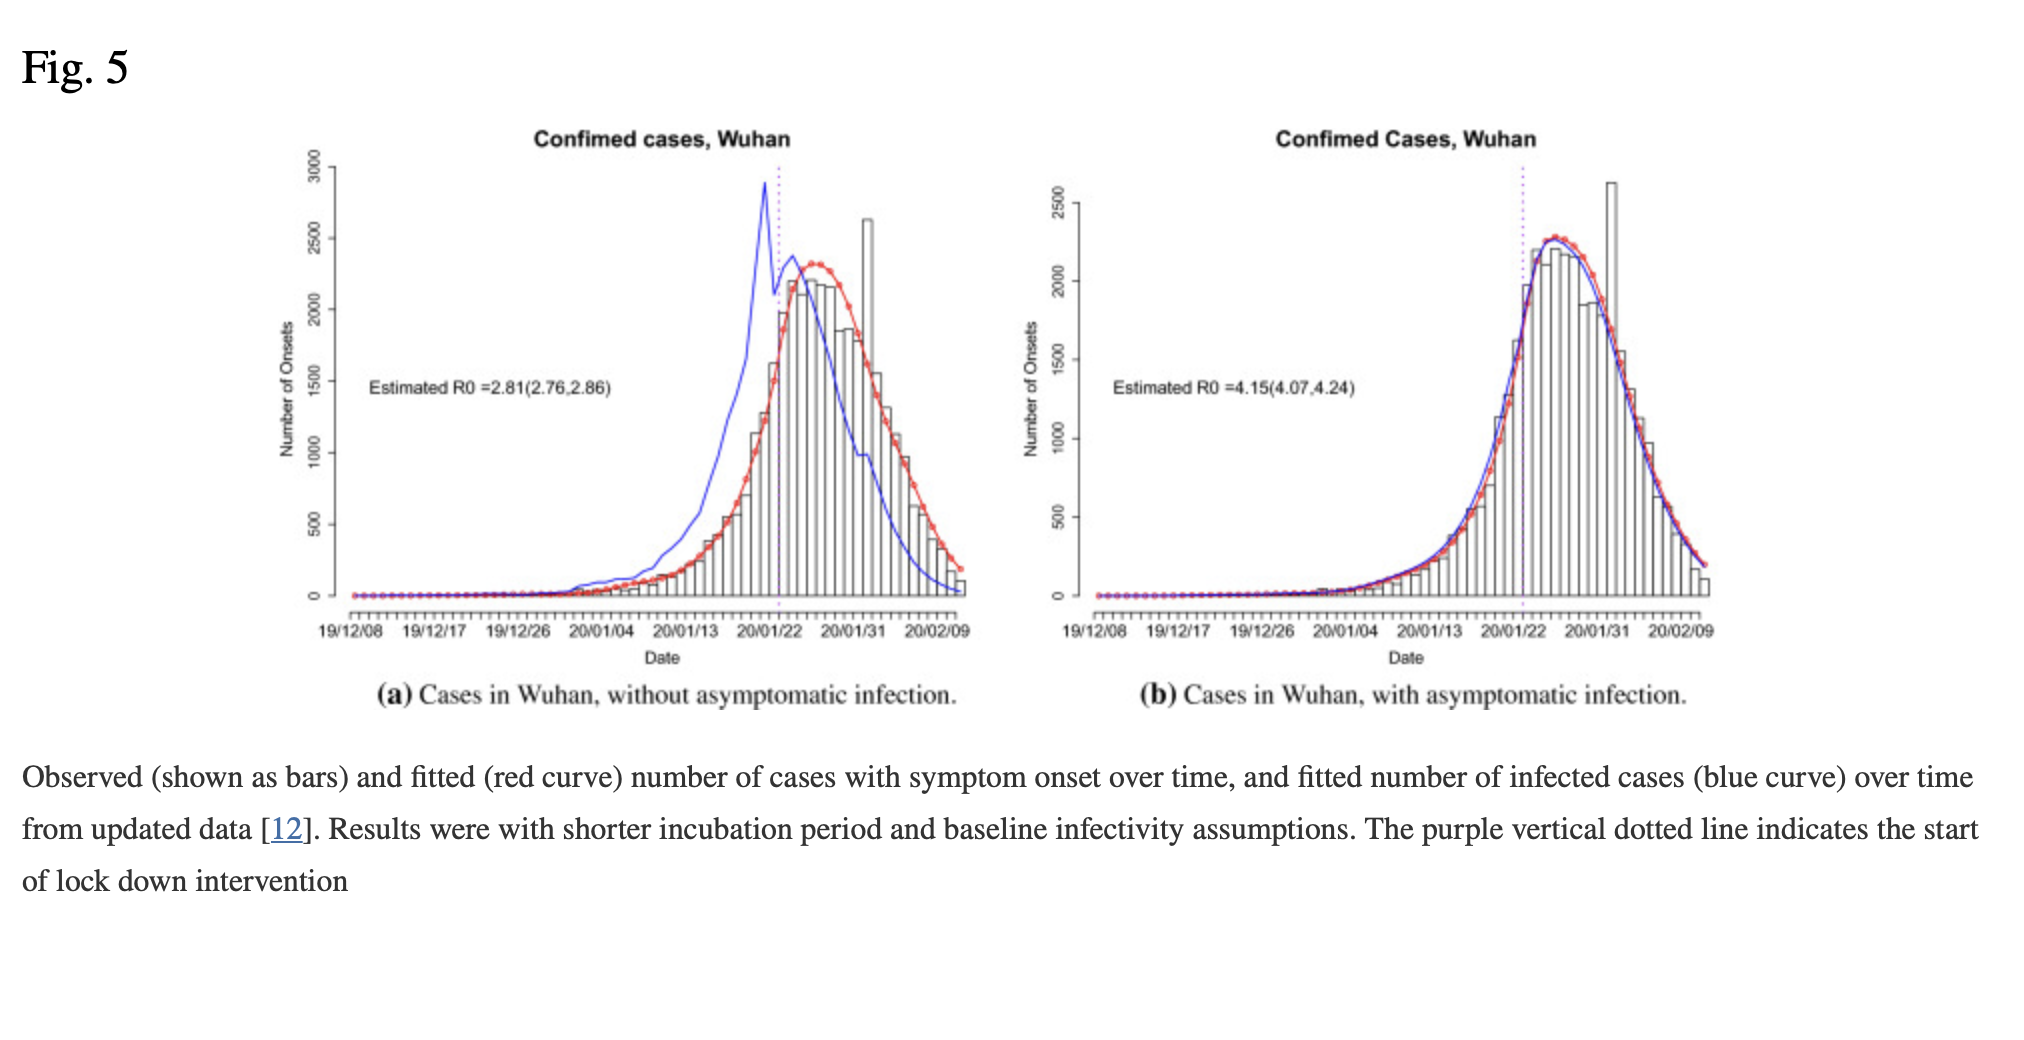 Fig. 5
Confimed cases, Wuhan
Number of Onsets
3000
2500
2000
1500
1000
500
0
Estimated R0 =2.81(2.76,2.86)
19/12/08 19/12/17 19/12/26 20/01/04 20/01/13 20/01/22 20/01/31 20/02/09
Date
(a) Cases in Wuhan, without asymptomatic infection.
Confimed Cases, Wuhan
Number of Onsets
2500
2000
1500
1000
500
0
Estimated R0 =4.15(4.07,4.24)
19/12/08 19/12/17 19/12/26 20/01/04 20/01/13 20/01/22 20/01/31 20/02/09
Date
(b) Cases in Wuhan, with asymptomatic infection.
Observed (shown as bars) and fitted (red curve) number of cases with symptom onset over time, and fitted number of infected cases (blue curve) over time
from updated data [12]. Results were with shorter incubation period and baseline infectivity assumptions. The purple vertical dotted line indicates the start
of lock down intervention